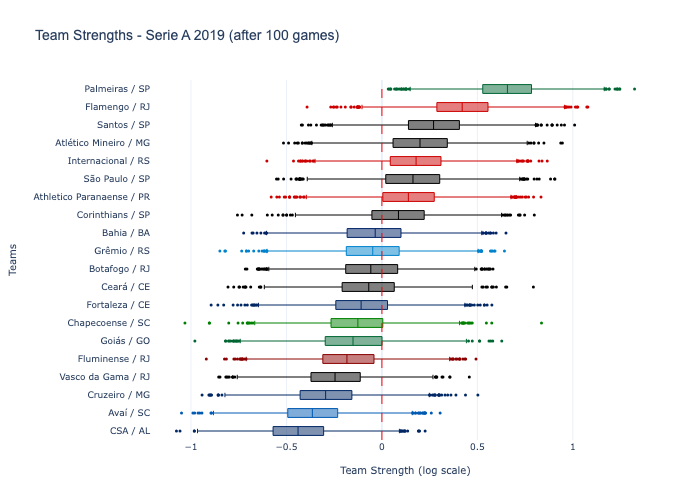 Team Strengths - Serie A 2019 (after 100 games)
Palmeiras / SP
Flamengo / RJ
Santos / SP
Atlético Mineiro / MG
Internacional / RS
São Paulo / SP
Athletico Paranaense / PR
Corinthians / SP
Bahia / BA
Grêmio / RS
Botafogo / RJ
Ceará / CE
Fortaleza / CE
Chapecoense / SC
Goiás / GO
Fluminense / RJ
Vasco da Gama / RJ
Cruzeiro / MG
Avaí / SC
CSA / AL
Teams
−1
−0.5
0
0.5
1
Team Strength (log scale)